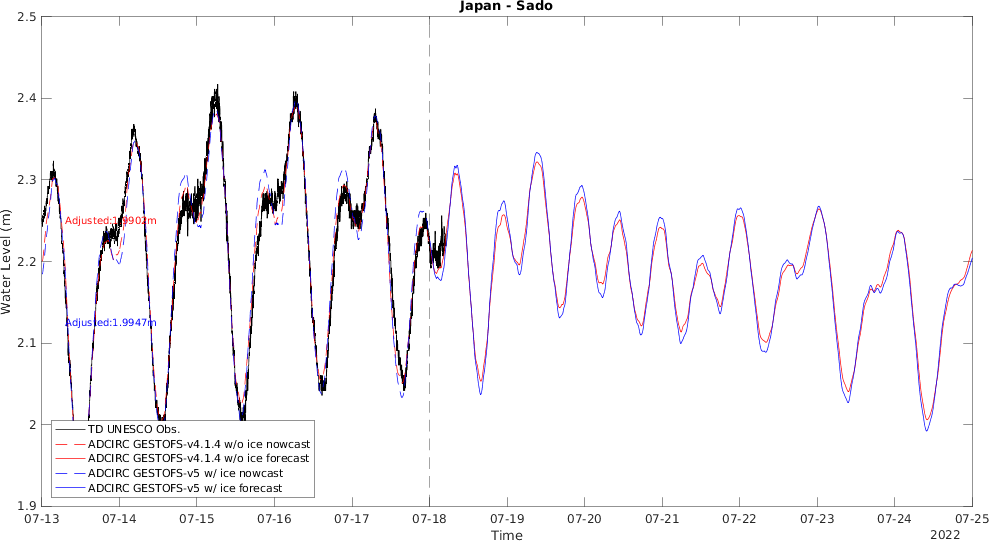 Japan - Sado
2.5
2.4
2.3
2.2
2.1
2
1.9
Water Level (m)
Adjusted:1.9902m
Adjusted:1.9947m
TD UNESCO Obs.
ADCIRC GESTOFS-v4.1.4 w/o ice nowcast
ADCIRC GESTOFS-v4.1.4 w/o ice forecast
ADCIRC GESTOFS-v5 w/ ice nowcast
ADCIRC GESTOFS-v5 w/ ice forecast
07-13 07-14 07-15 07-16 07-17 07-18 07-19 07-20 07-21 07-22 07-23 07-24 07-25
Time
2022